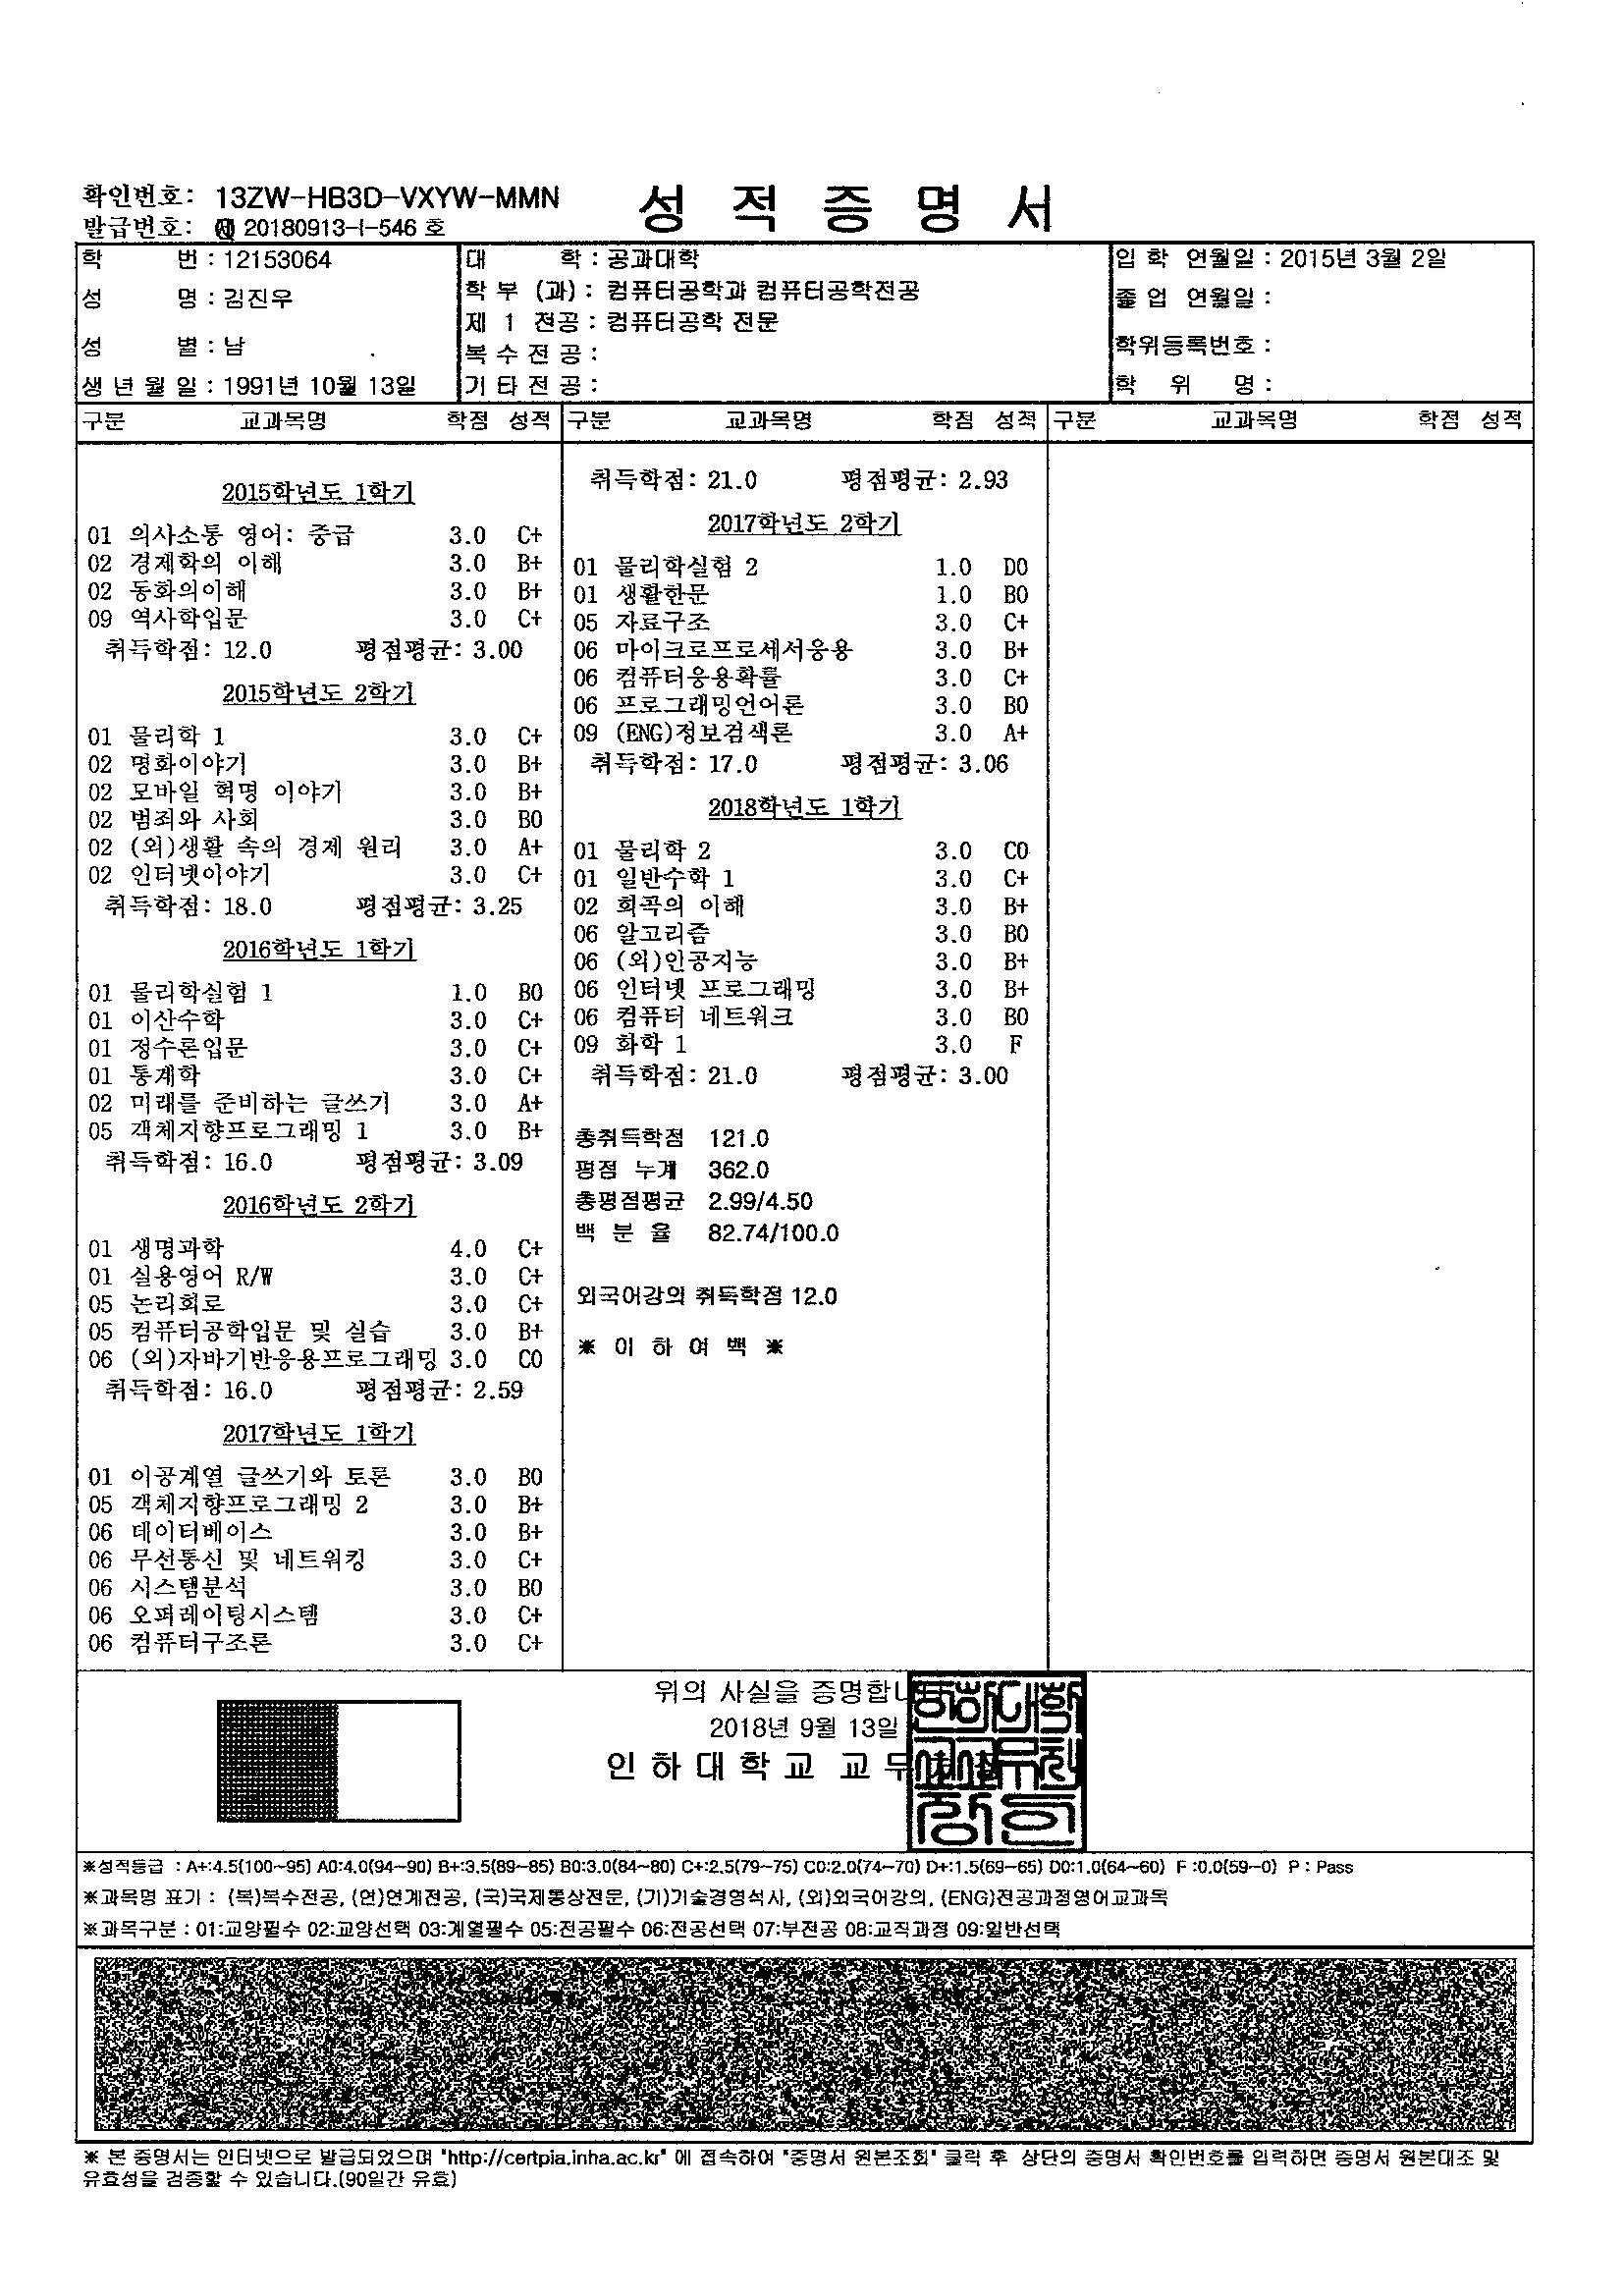 확인번호: 13ZW-HB3D-VXYW-MMN
성 적 증 명 서
발급번호: 20180913-I-546 호
학 번 : 12153064
성 명 : 김진우
성 별 : 남
생 년 월 일 : 1991년 10월 13일
대 학 : 공과대학
학 부 (과) : 컴퓨터공학과 컴퓨터공학전공
제 1 전공 : 컴퓨터공학 전문
복 수 전 공 :
기 타 전 공 :
입 학 연월일 : 2015년 3월 2일
졸 업 연월일 :
학위등록번호 :
학 위 명 :
구분 교과목명 학점 성적
2015학년도 1학기
01 의사소통 영어: 중급 3.0 C+
02 경제학의 이해 3.0 B+
02 동화의이해 3.0 B+
09 역사학입문 3.0 C+
취득학점: 12.0 평점평균: 3.00
2015학년도 2학기
01 물리학 1 3.0 C+
02 명화이야기 3.0 B+
02 모바일 혁명 이야기 3.0 B+
02 범죄와 사회 3.0 B0
02 (외)생활 속의 경제 원리 3.0 A+
02 인터넷이야기 3.0 C+
취득학점: 18.0 평점평균: 3.25
2016학년도 1학기
01 물리학실험 1 1.0 B0
01 이산수학 3.0 C+
01 정수론입문 3.0 C+
01 통계학 3.0 C+
02 미래를 준비하는 글쓰기 3.0 A+
05 객체지향프로그래밍 1 3.0 B+
취득학점: 16.0 평점평균: 3.09
2016학년도 2학기
01 생명과학 4.0 C+
01 실용영어 R/W 3.0 C+
05 논리회로 3.0 C+
05 컴퓨터공학입문 및 실습 3.0 B+
06 (외)자바기반응용프로그래밍 3.0 C0
취득학점: 16.0 평점평균: 2.59
2017학년도 1학기
01 이공계열 글쓰기와 토론 3.0 B0
05 객체지향프로그래밍 2 3.0 B+
06 데이터베이스 3.0 B+
06 무선통신 및 네트워킹 3.0 C+
06 시스템분석 3.0 B0
06 오퍼레이팅시스템 3.0 C+
06 컴퓨터구조론 3.0 C+
구분 교과목명 학점 성적
취득학점: 21.0 평점평균: 2.93
2017학년도 2학기
01 물리학실험 2 1.0 D0
01 생활한문 1.0 B0
05 자료구조 3.0 C+
06 마이크로프로세서응용 3.0 B+
06 컴퓨터응용확률 3.0 C+
06 프로그래밍언어론 3.0 B0
09 (ENG)정보검색론 3.0 A+
취득학점: 17.0 평점평균: 3.06
2018학년도 1학기
01 물리학 2 3.0 C0
01 일반수학 1 3.0 C+
02 희곡의 이해 3.0 B+
06 알고리즘 3.0 B0
06 (외)인공지능 3.0 B+
06 인터넷 프로그래밍 3.0 B+
06 컴퓨터 네트워크 3.0 B0
09 화학 1 3.0 F
취득학점: 21.0 평점평균: 3.00
총취득학점 121.0
평점 누계 362.0
총평점평균 2.99/4.50
백 분 율 82.74/100.0
외국어강의 취득학점 12.0
※ 이 하 여 백 ※
구분 교과목명 학점 성적
위의 사실을 증명합니
2018년 9월 13일
인 하 대 학 교 교 무
※성적등급 : A+:4.5(100~95) A0:4.0(94~90) B+:3.5(89~85) B0:3.0(84~80) C+:2.5(79~75) C0:2.0(74~70) D+:1.5(69~65) D0:1.0(64~60) F :0.0(59~0) P : Pass
※과목명 표기 : (복)복수전공, (연)연계전공, (국)국제통상전문, (기)기술경영석사, (외)외국어강의, (ENG)전공과정영어교과목
※과목구분 : 01:교양필수 02:교양선택 03:계열필수 05:전공필수 06:전공선택 07:부전공 08:교직과정 09:일반선택
※ 본 증명서는 인터넷으로 발급되었으며 "http://certpia.inha.ac.kr" 에 접속하여 "증명서 원본조회" 클릭 후 상단의 증명서 확인번호를 입력하면 증명서 원본대조 및
유효성을 검증할 수 있습니다.(90일간 유효)